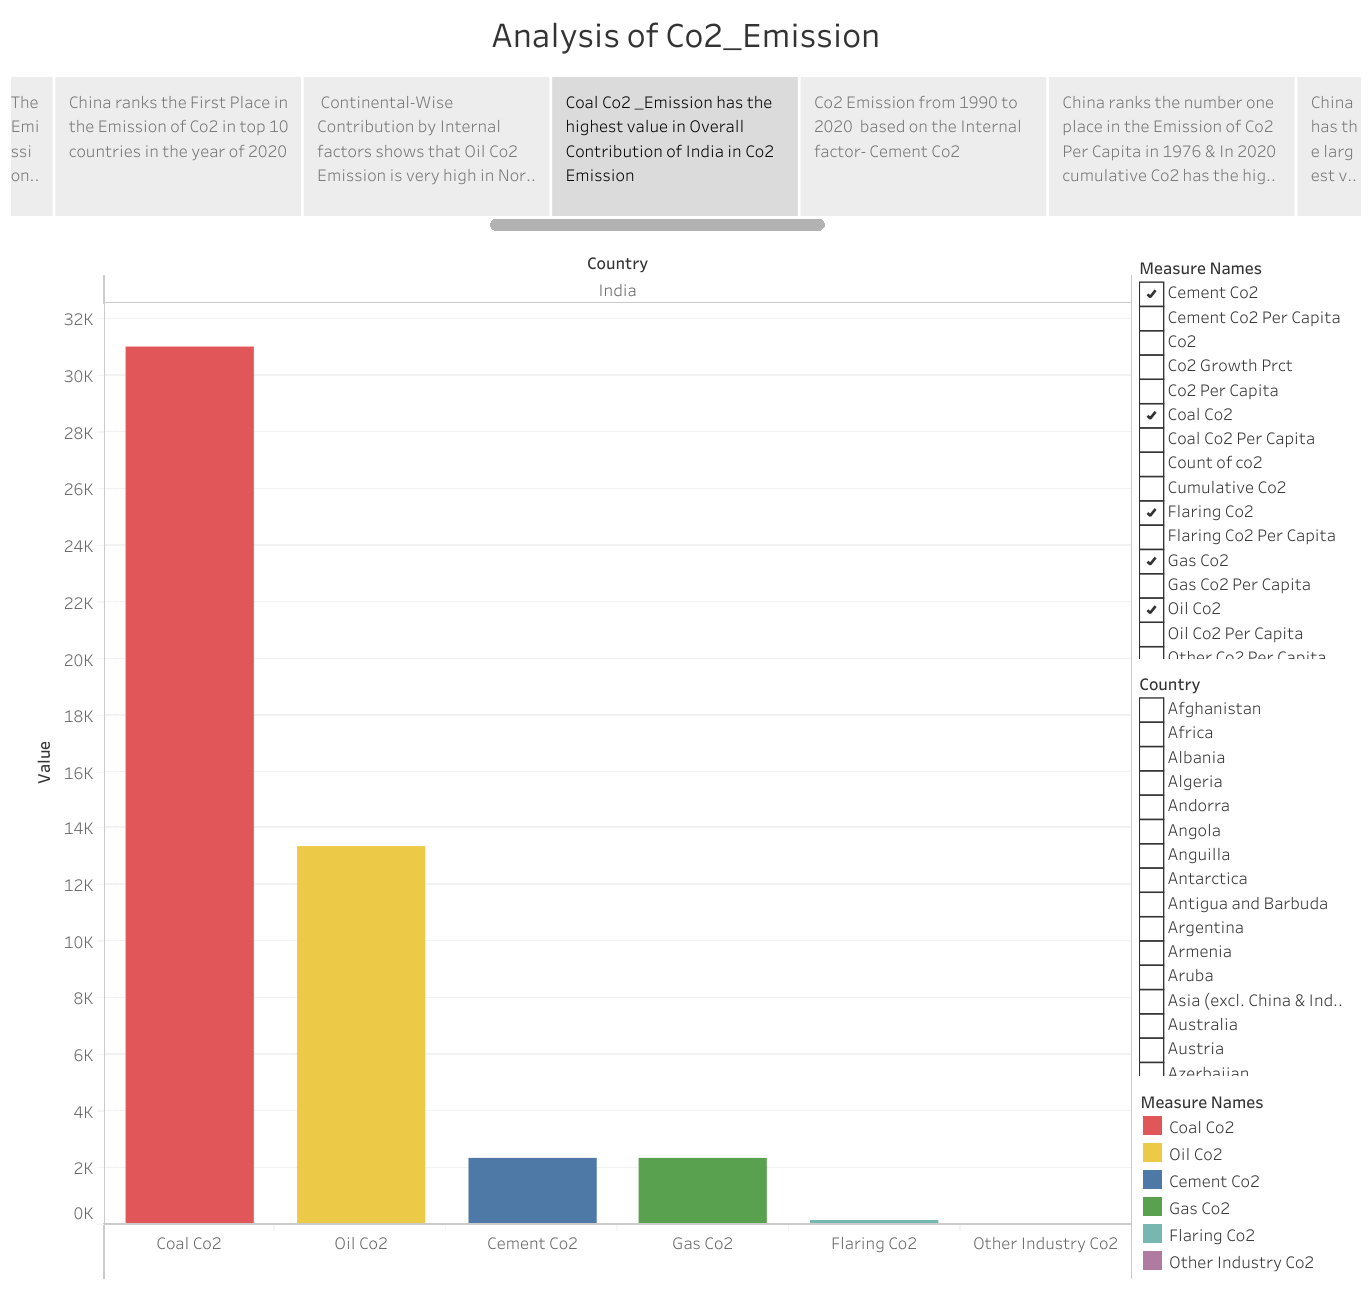 Analysis of Co2_Emission
The
Emi
ssi
on..
China ranks the First Place in
the Emission of Co2 in top 10
countries in the year of 2020
Continental-Wise
Contribution by Internal
factors shows that Oil Co2
Emission is very high in Nor..
Coal Co2 _Emission has the
highest value in Overall
Contribution of India in Co2
Emission
Co2 Emission from 1990 to
2020  based on the Internal
factor- Cement Co2
China ranks the number one
place in the Emission of Co2
Per Capita in 1976 & In 2020
cumulative Co2 has the hig..
China
has th
e larg
est v..
Country
India
32K
30K
28K
26K
24K
22K
20K
18K
16K
14K
12K
10K
8K
6K
4K
2K
0K
Value
Coal Co2
Oil Co2
Cement Co2
Gas Co2
Flaring Co2
Other Industry Co2
Measure Names
Cement Co2
Cement Co2 Per Capita
Co2
Co2 Growth Prct
Co2 Per Capita
Coal Co2
Coal Co2 Per Capita
Count of co2
Cumulative Co2
Flaring Co2
Flaring Co2 Per Capita
Gas Co2
Gas Co2 Per Capita
Oil Co2
Oil Co2 Per Capita
Other Co2 Per Capita
Country
Afghanistan
Africa
Albania
Algeria
Andorra
Angola
Anguilla
Antarctica
Antigua and Barbuda
Argentina
Armenia
Aruba
Asia (excl. China & Ind..
Australia
Austria
Azerbaijan
Measure Names
Coal Co2
Oil Co2
Cement Co2
Gas Co2
Flaring Co2
Other Industry Co2